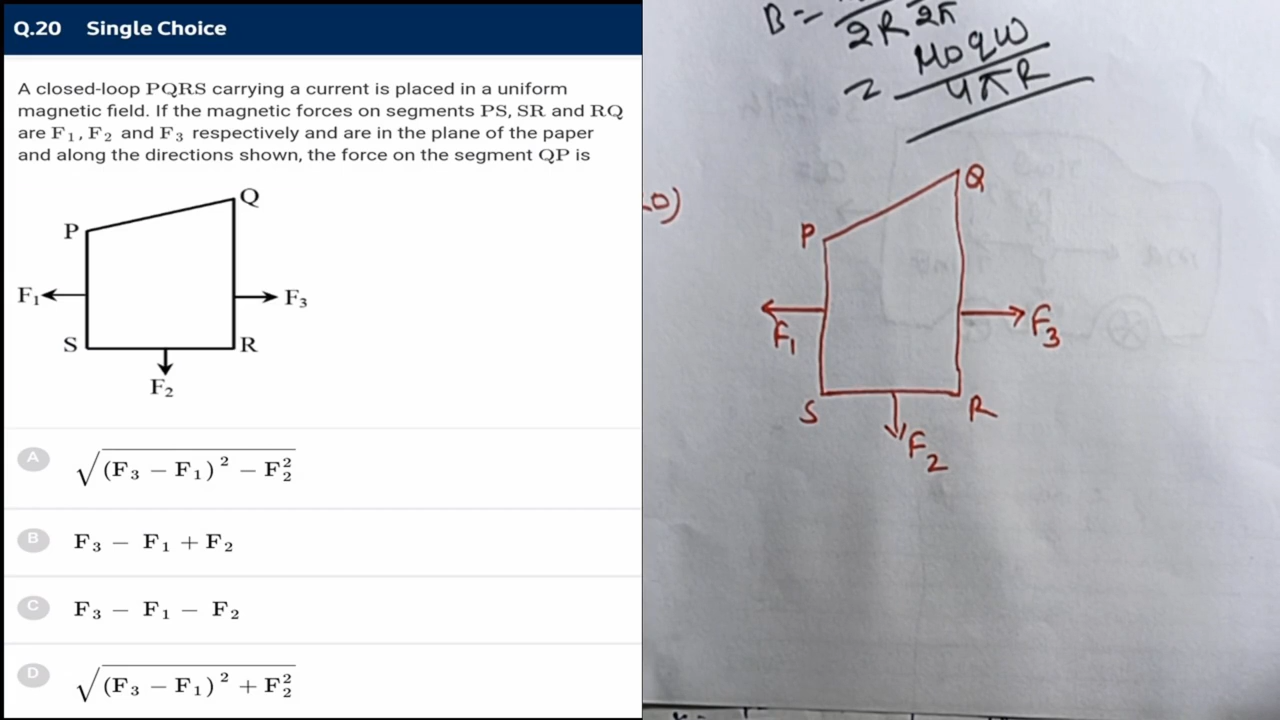 Q.20 Single Choice
A closed-loop PQRS carrying a current is placed in a uniform
magnetic field. If the magnetic forces on segments PS, SR and RQ
are F₁, F₂ and F₃ respectively and are in the plane of the paper
and along the directions shown, the force on the segment QP is
Q
P
F₁
F₃
S
R
F₂
A √((F₃ − F₁)² − F₂²)
B F₃ − F₁ + F₂
C F₃ − F₁ − F₂
D √((F₃ − F₁)² + F₂²)
B =
2R 2π
= μ₀qω / 4πR
0)
Q
P
F₁
F₃
S
R
F₂